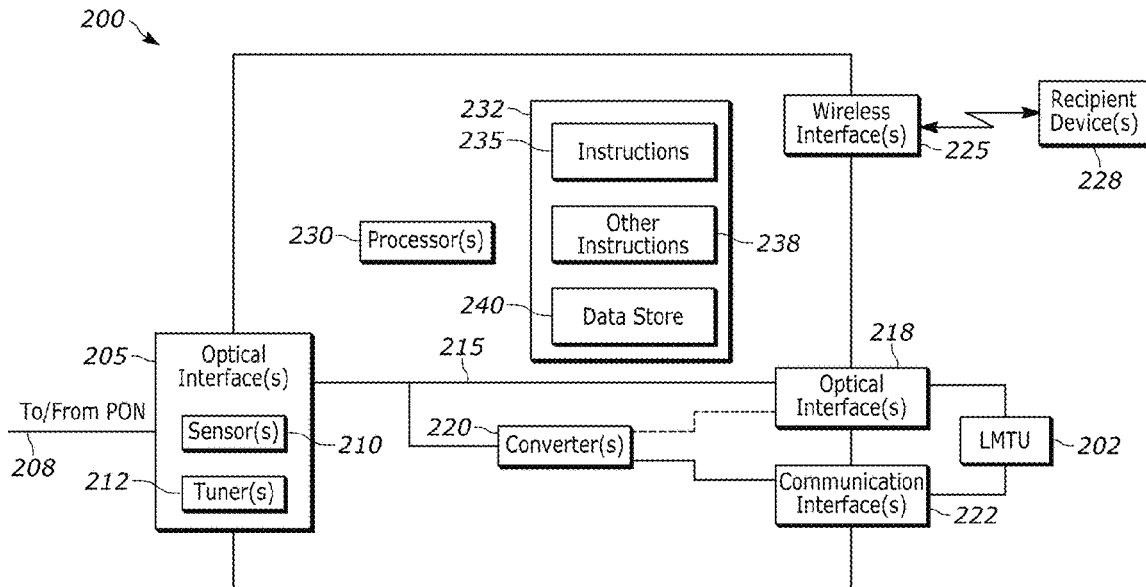 200
232
235
Instructions
Wireless
Interface(s)
225
Recipient
Device(s)
228
230
Processor(s)
Other
Instructions
238
240
Data Store
205
Optical
Interface(s)
215
218
Optical
Interface(s)
To/From PON
208
Sensor(s)
210
220
Converter(s)
LMTU
202
212
Tuner(s)
Communication
Interface(s)
222